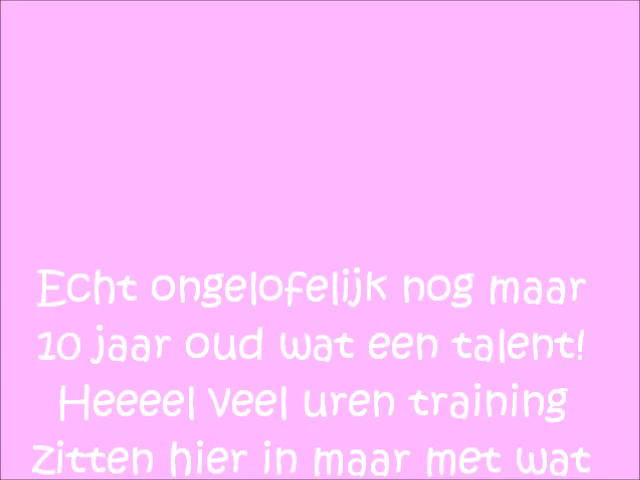 Echt ongelofelijk nog maar
10 jaar oud wat een talent!
Heeeel veel uren training
zitten hier in maar met wat